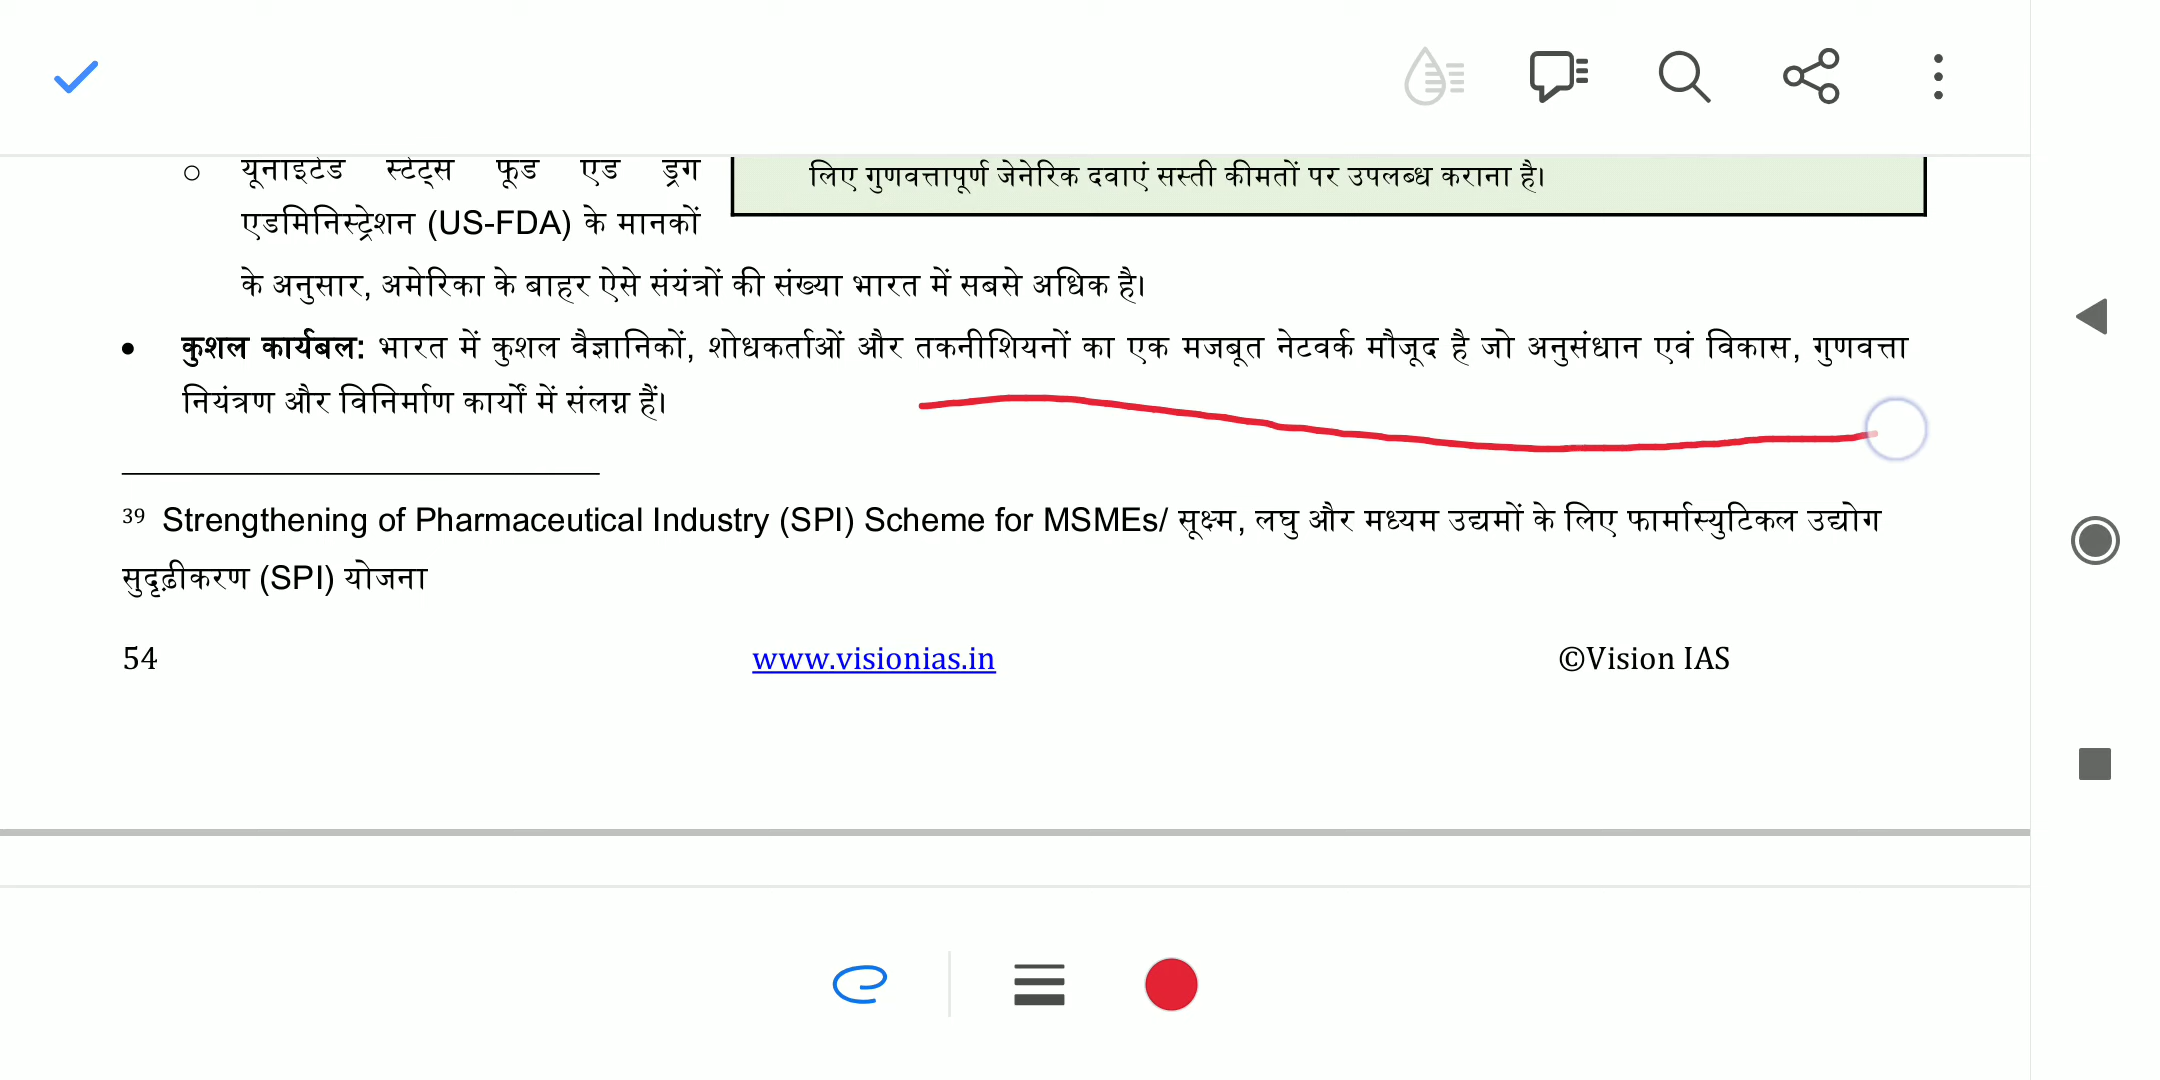 यूनाइटेड स्टेट्स फूड एंड ड्रग
एडमिनिस्ट्रेशन (US-FDA) के मानकों
लिए गुणवत्तापूर्ण जेनेरिक दवाएं सस्ती कीमतों पर उपलब्ध कराना है।
के अनुसार, अमेरिका के बाहर ऐसे संयंत्रों की संख्या भारत में सबसे अधिक है।
• कुशल कार्यबल: भारत में कुशल वैज्ञानिकों, शोधकर्ताओं और तकनीशियनों का एक मजबूत नेटवर्क मौजूद है जो अनुसंधान एवं विकास, गुणवत्ता
नियंत्रण और विनिर्माण कार्यों में संलग्न हैं।
39 Strengthening of Pharmaceutical Industry (SPI) Scheme for MSMEs/ सूक्ष्म, लघु और मध्यम उद्यमों के लिए फार्मास्युटिकल उद्योग
सुदृढ़ीकरण (SPI) योजना
54 www.visionias.in ©Vision IAS